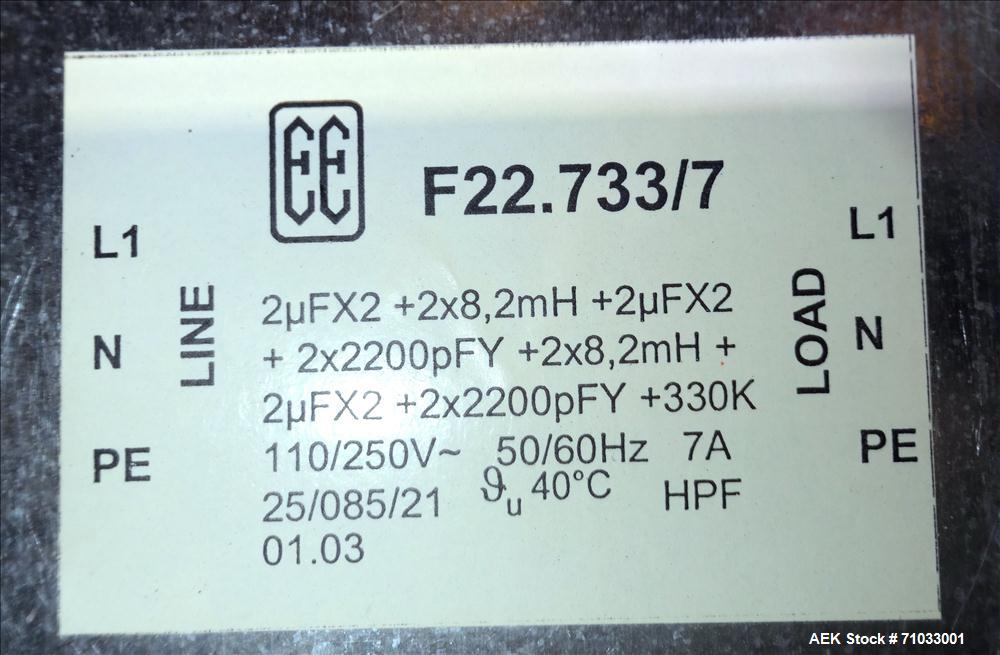 EE
F22.733/7
L1
N
PE
LINE
2µFX2 +2x8,2mH +2µFX2
+ 2x2200pFY +2x8,2mH +
2µFX2 +2x2200pFY +330K
110/250V~ 50/60Hz 7A
25/085/21 ϑu 40°C HPF
01.03
LOAD
L1
N
PE
AEK Stock # 71033001